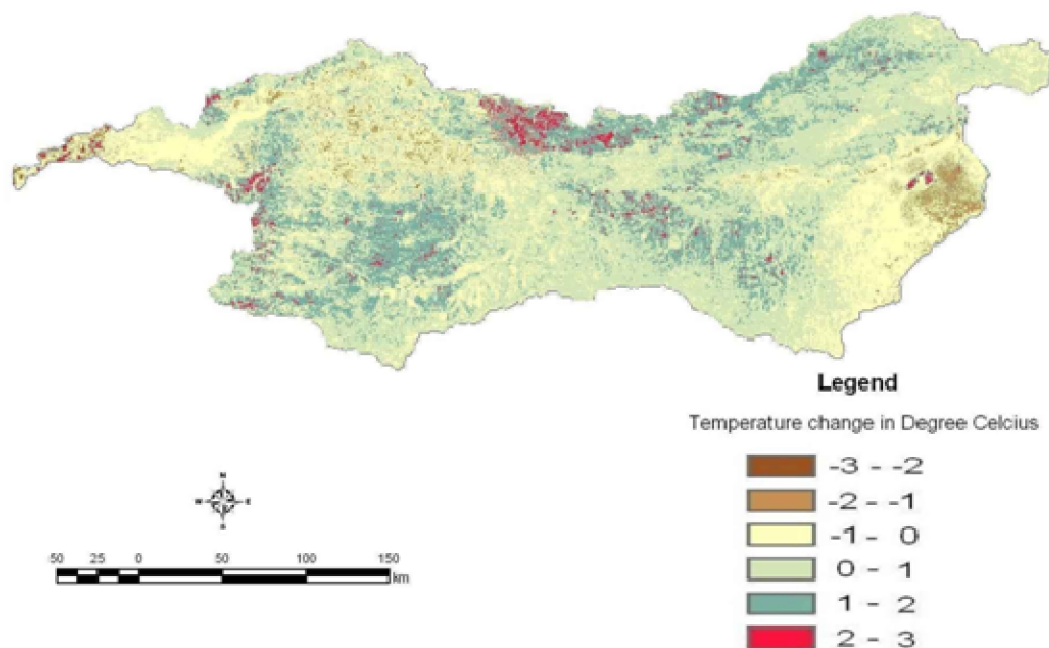 Legend
Temperature change in Degree Celcius
-3 - -2
-2 - -1
-1 - 0
0 - 1
1 - 2
2 - 3
N
W E
S
-50 25 0 50 100 150
km